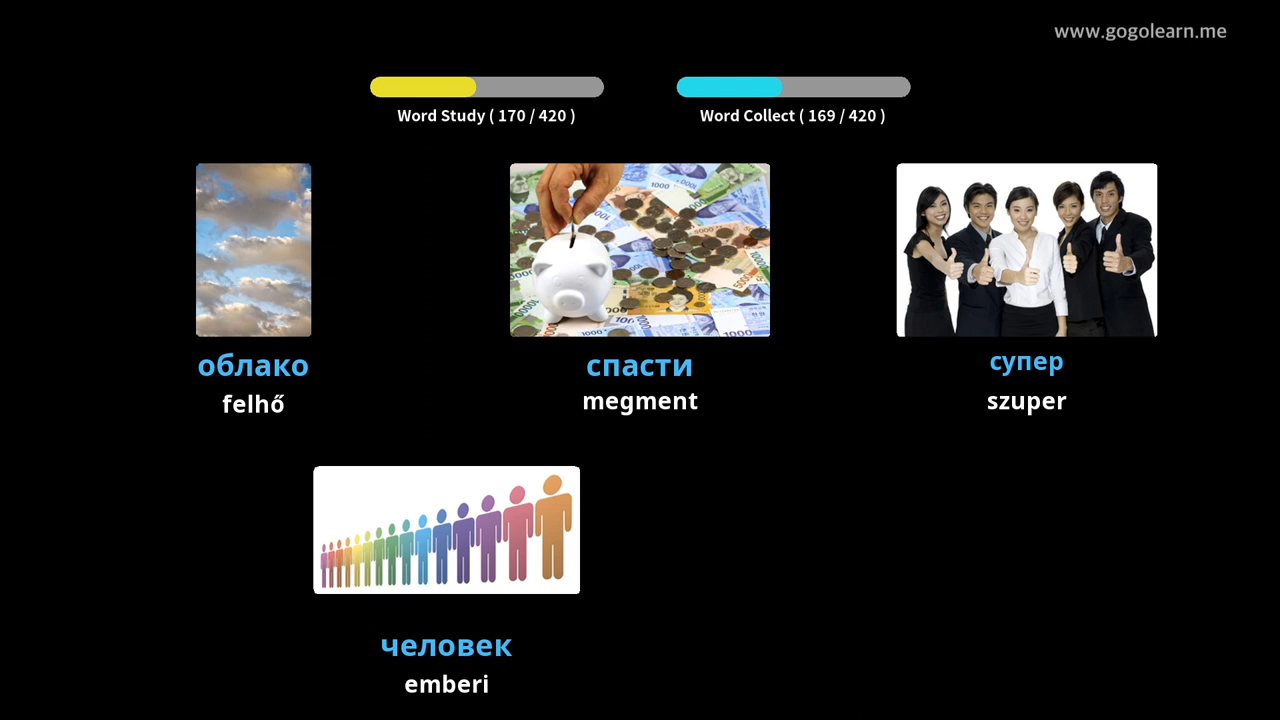 www.gogolearn.me
Word Study ( 170 / 420 )
Word Collect ( 169 / 420 )
облако
felhő
спасти
megment
супер
szuper
человек
emberi